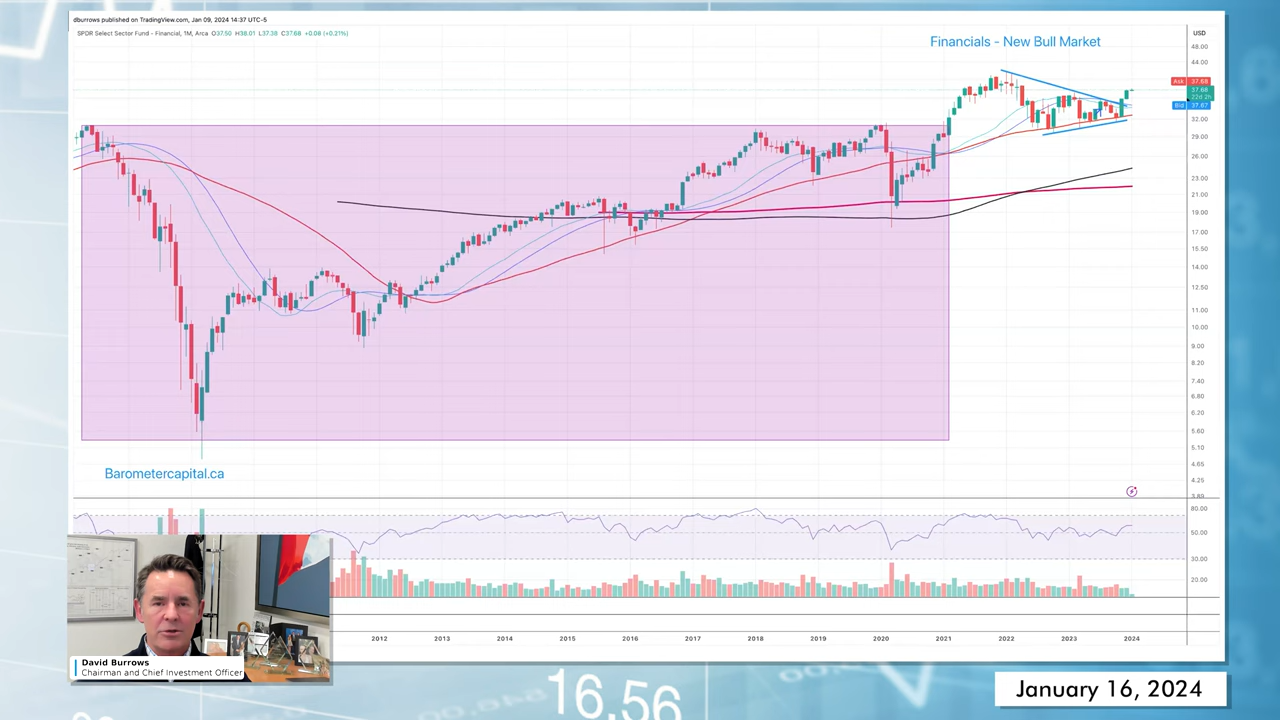 dburrows published on TradingView.com, Jan 09, 2024 14:37 UTC-5
SPDR Select Sector Fund - Financial, 1M, Arca O37.50 H38.01 L37.38 C37.68 +0.08 (+0.21%)
USD
Financials - New Bull Market
48.00
44.00
Ask 37.68
37.68
22d 2h
Bid 37.67
32.00
29.00
26.00
23.00
21.00
19.00
17.00
15.50
14.00
12.50
11.00
10.00
9.00
8.20
7.40
6.80
6.20
5.60
5.10
4.65
4.25
3.89
Barometercapital.ca
80.00
50.00
30.00
20.00
2012 2013 2014 2015 2016 2017 2018 2019 2020 2021 2022 2023 2024
David Burrows
Chairman and Chief Investment Officer
January 16, 2024
16.56